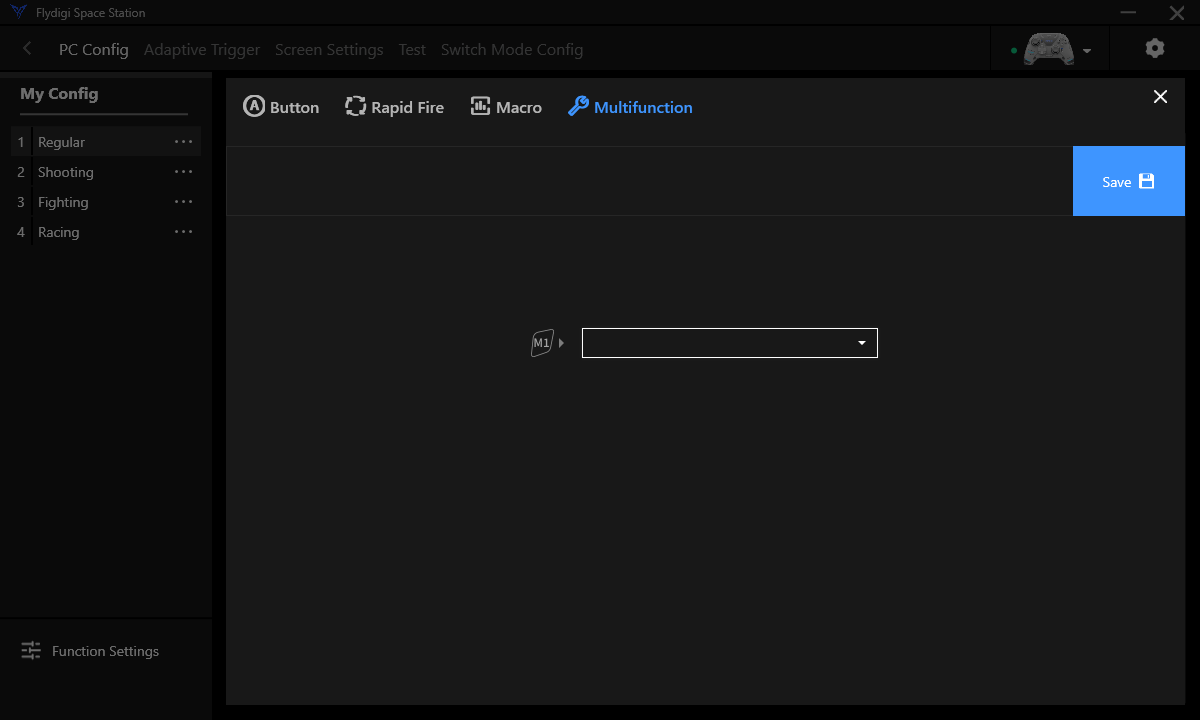 Flydigi Space Station
PC Config Adaptive Trigger Screen Settings Test Switch Mode Config
My Config
A Button Rapid Fire Macro Multifunction
1 Regular
2 Shooting
3 Fighting
4 Racing
Save
M1
Function Settings